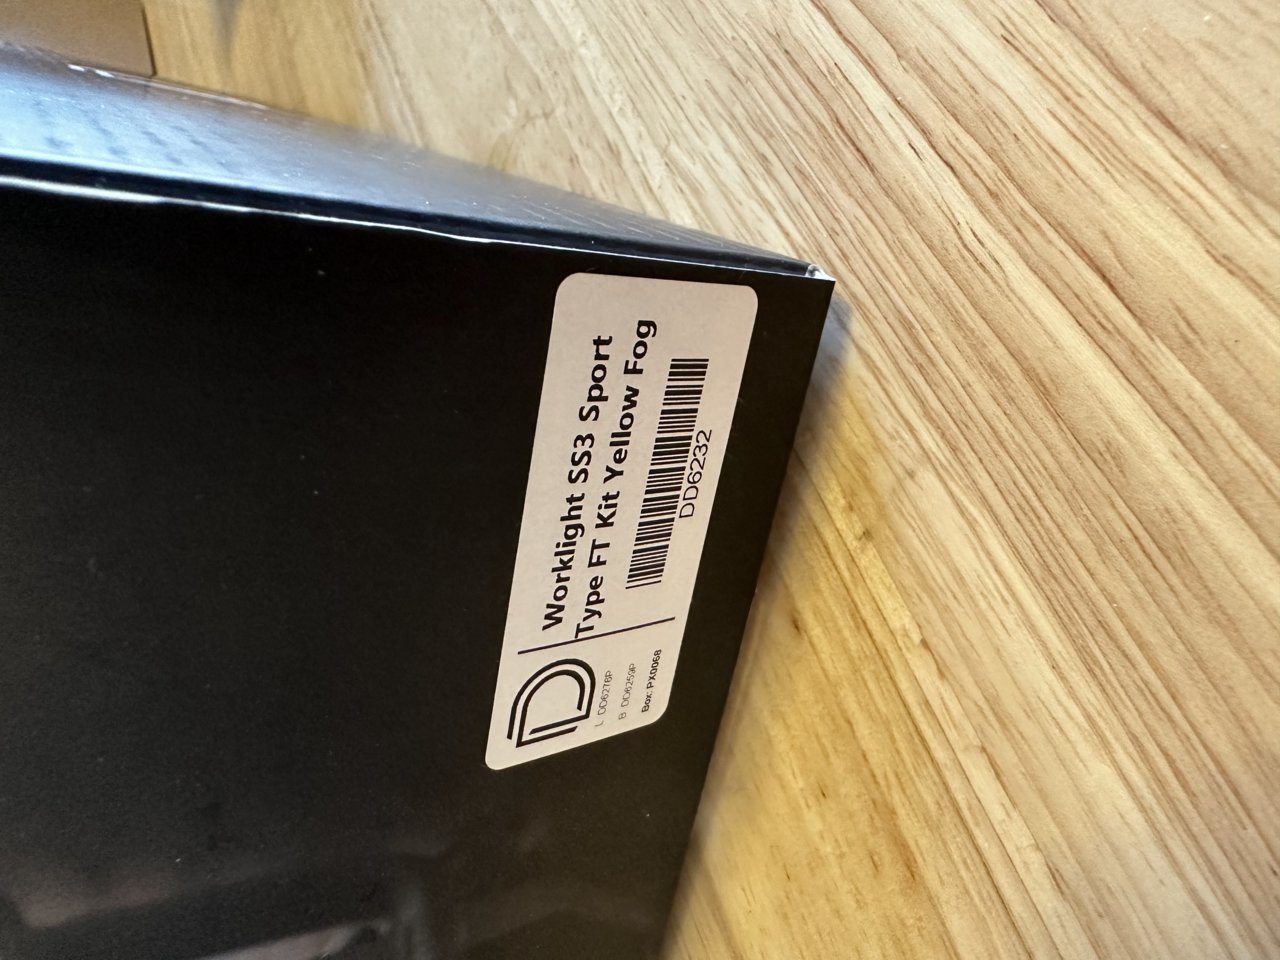 Worklight SS3 Sport
Type FT Kit Yellow Fog
DD6232
L: DD6276P
B: DD6259P
Box: PX0068